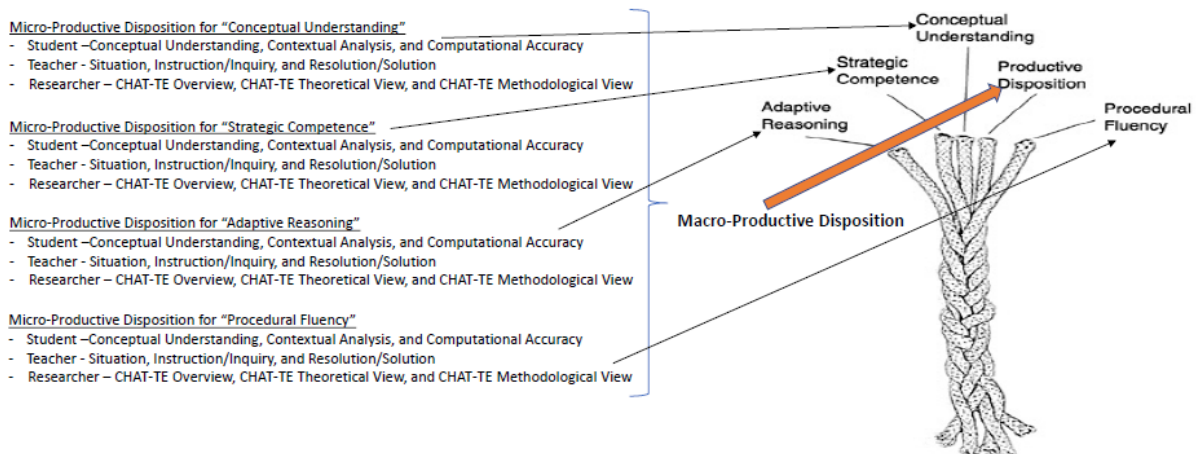 Micro-Productive Disposition for “Conceptual Understanding”
- Student –Conceptual Understanding, Contextual Analysis, and Computational Accuracy
- Teacher - Situation, Instruction/Inquiry, and Resolution/Solution
- Researcher – CHAT-TE Overview, CHAT-TE Theoretical View, and CHAT-TE Methodological View
Micro-Productive Disposition for “Strategic Competence”
- Student –Conceptual Understanding, Contextual Analysis, and Computational Accuracy
- Teacher - Situation, Instruction/Inquiry, and Resolution/Solution
- Researcher – CHAT-TE Overview, CHAT-TE Theoretical View, and CHAT-TE Methodological View
Micro-Productive Disposition for “Adaptive Reasoning”
- Student –Conceptual Understanding, Contextual Analysis, and Computational Accuracy
- Teacher - Situation, Instruction/Inquiry, and Resolution/Solution
- Researcher – CHAT-TE Overview, CHAT-TE Theoretical View, and CHAT-TE Methodological View
Micro-Productive Disposition for “Procedural Fluency”
- Student –Conceptual Understanding, Contextual Analysis, and Computational Accuracy
- Teacher - Situation, Instruction/Inquiry, and Resolution/Solution
- Researcher – CHAT-TE Overview, CHAT-TE Theoretical View, and CHAT-TE Methodological View
Macro-Productive Disposition
Conceptual
Understanding
Strategic
Competence
Productive
Disposition
Adaptive
Reasoning
Procedural
Fluency